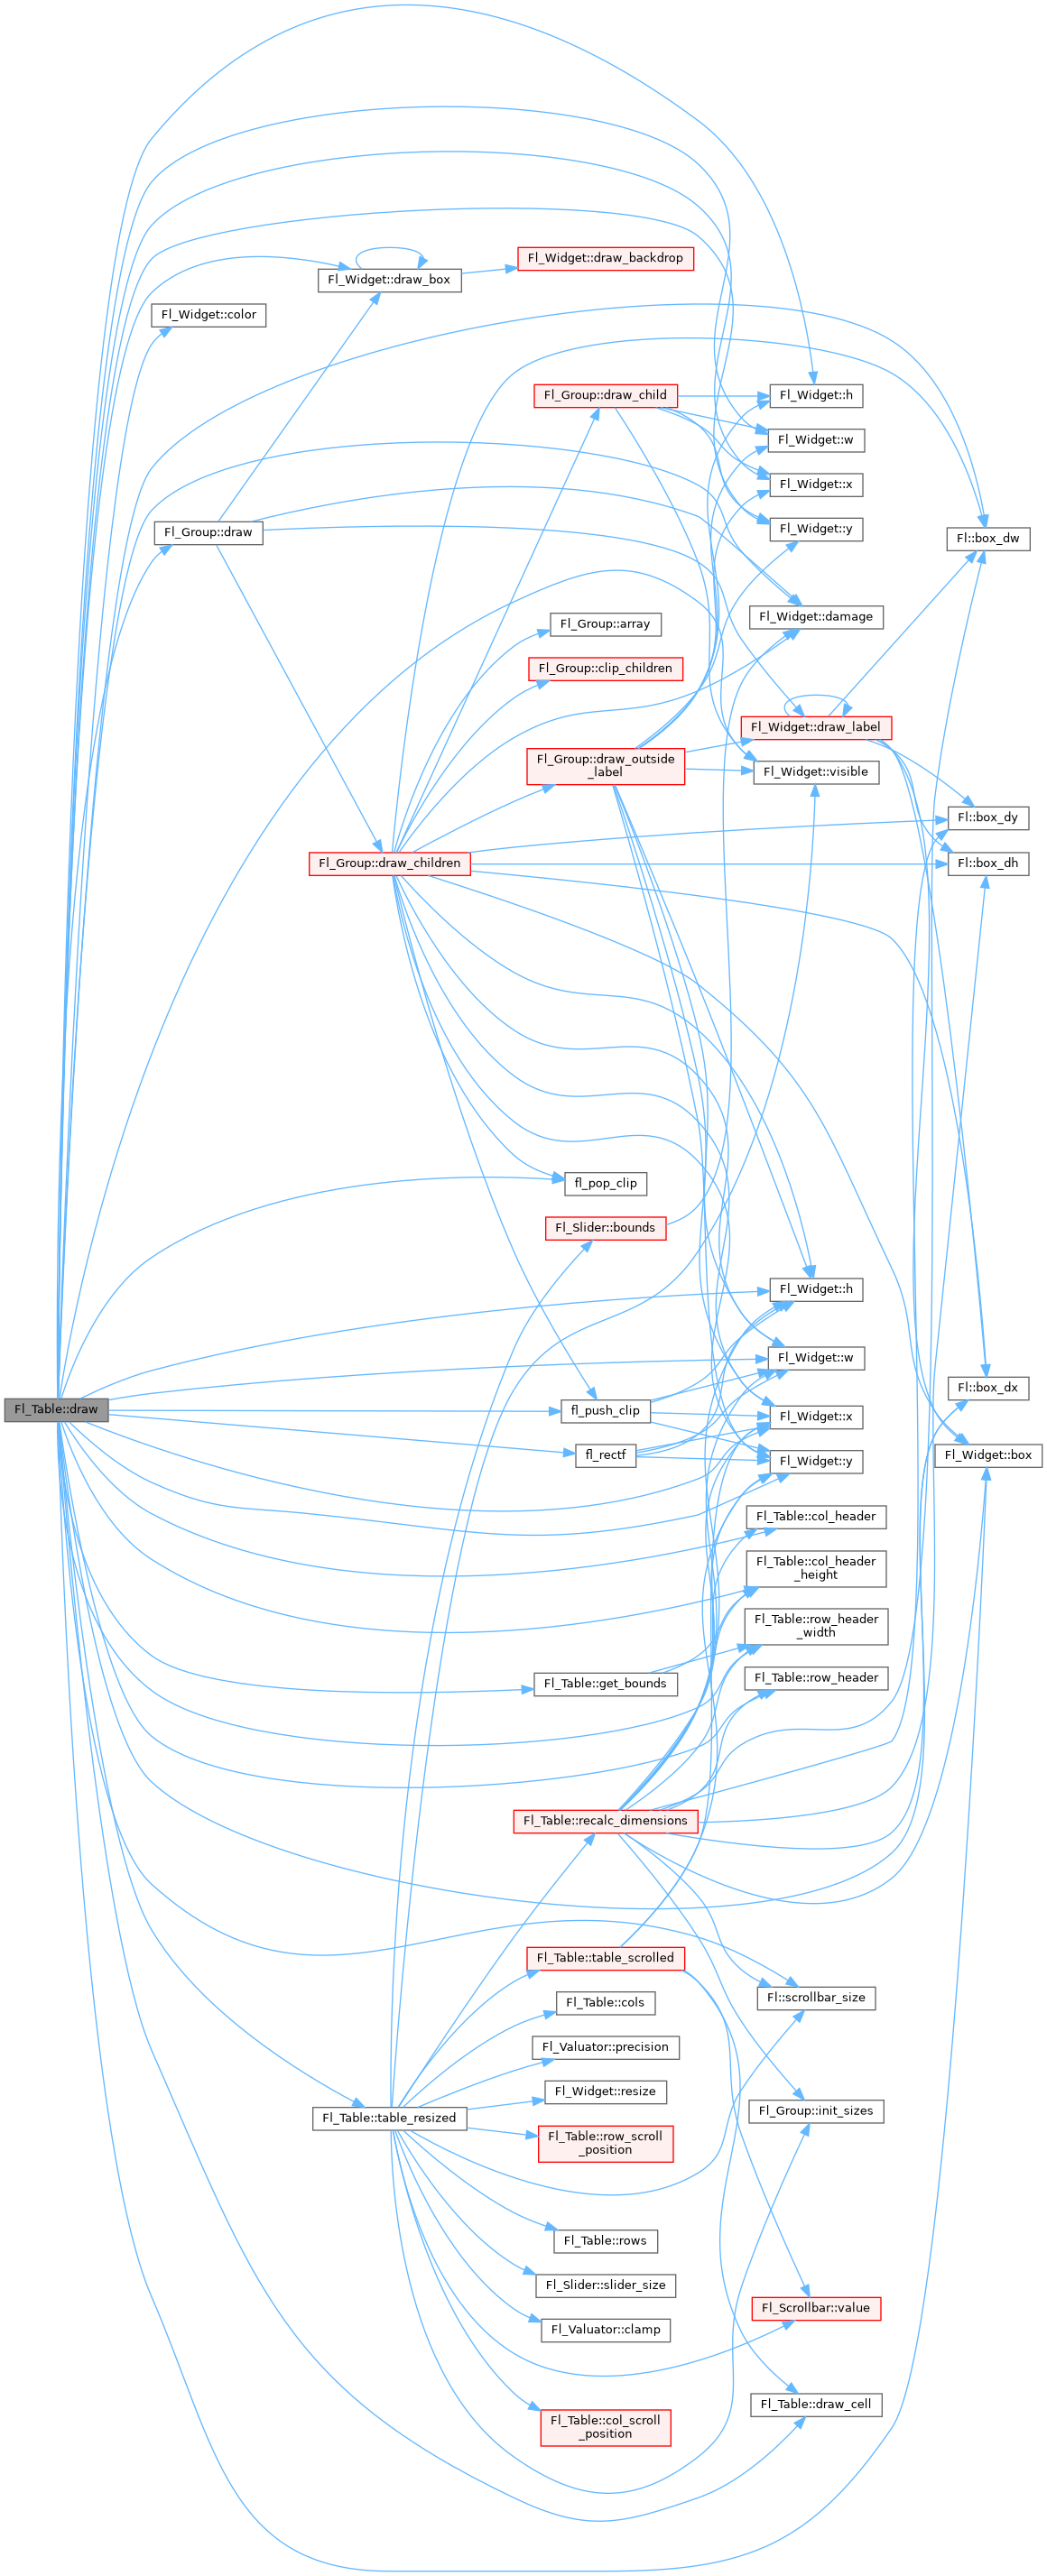 Fl_Widget::draw_backdrop
Fl_Widget::draw_box
Fl_Widget::color
Fl_Group::draw_child
Fl_Widget::h
Fl_Widget::w
Fl_Widget::x
Fl_Widget::y
Fl_Group::draw
Fl::box_dw
Fl_Widget::damage
Fl_Group::array
Fl_Group::clip_children
Fl_Widget::draw_label
Fl_Group::draw_outside
_label
Fl_Widget::visible
Fl::box_dy
Fl_Group::draw_children
Fl::box_dh
fl_pop_clip
Fl_Slider::bounds
Fl_Widget::h
Fl_Widget::w
Fl::box_dx
Fl_Table::draw
fl_push_clip
Fl_Widget::x
fl_rectf
Fl_Widget::y
Fl_Widget::box
Fl_Table::col_header
Fl_Table::col_header
_height
Fl_Table::row_header
_width
Fl_Table::get_bounds
Fl_Table::row_header
Fl_Table::recalc_dimensions
Fl_Table::table_scrolled
Fl::scrollbar_size
Fl_Table::cols
Fl_Valuator::precision
Fl_Widget::resize
Fl_Table::table_resized
Fl_Group::init_sizes
Fl_Table::row_scroll
_position
Fl_Table::rows
Fl_Slider::slider_size
Fl_Scrollbar::value
Fl_Valuator::clamp
Fl_Table::draw_cell
Fl_Table::col_scroll
_position